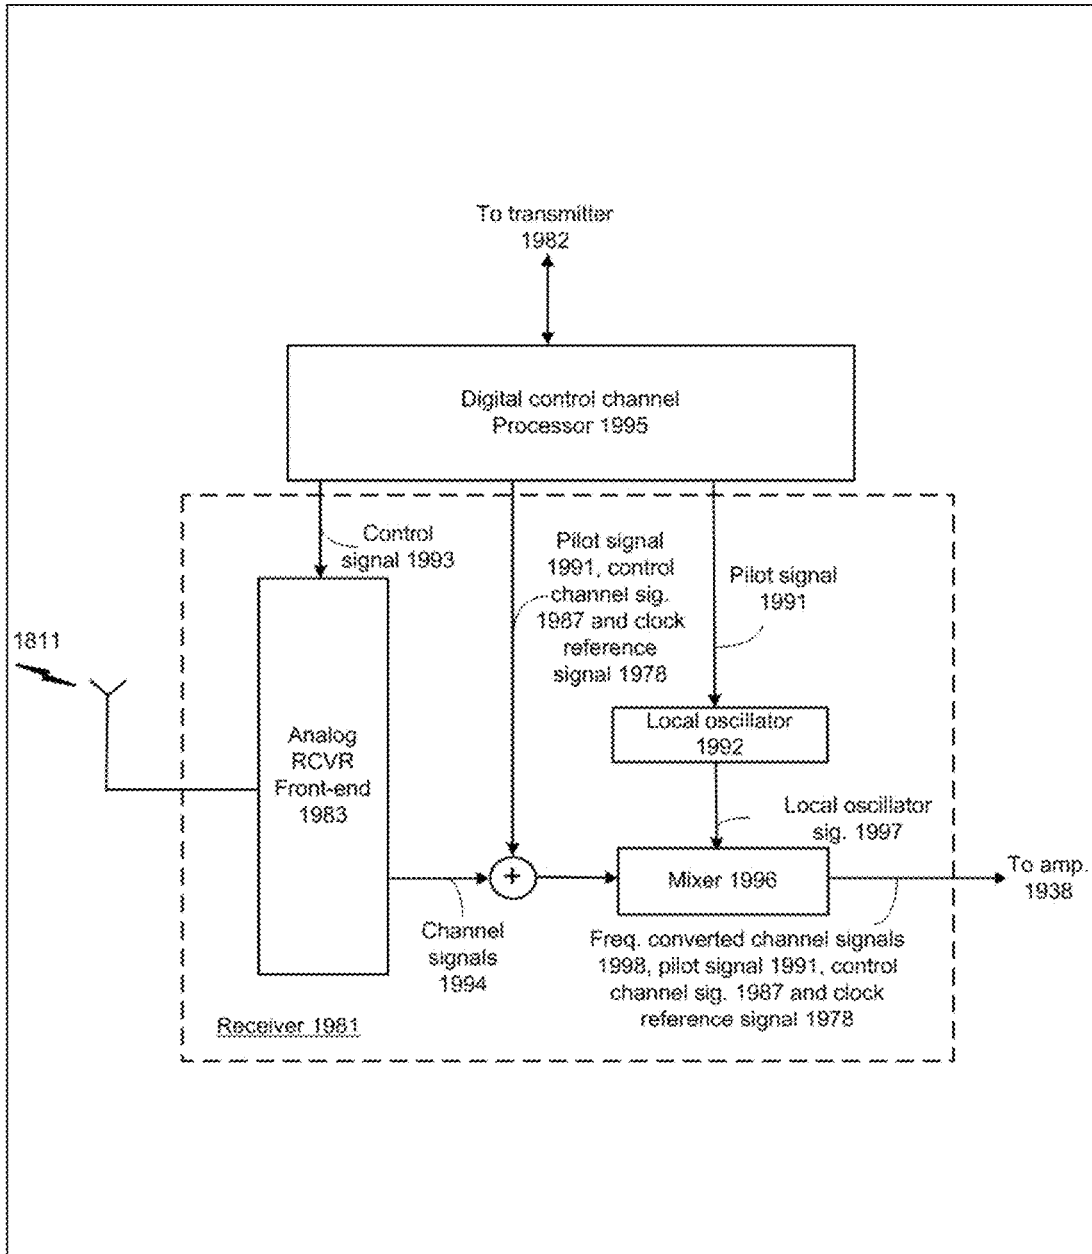 To transmitter
1982
Digital control channel
Processor 1995
Control
signal 1993
Pilot signal
1991, control
channel sig.
1987 and clock
reference
signal 1978
Pilot signal
1991
1811
Analog
RCVR
Front-end
1983
Local oscillator
1992
Local oscillator
sig. 1997
+
Mixer 1996
To amp.
1938
Channel
signals
1994
Freq. converted channel signals
1998, pilot signal 1991, control
channel sig. 1987 and clock
reference signal 1978
Receiver 1981